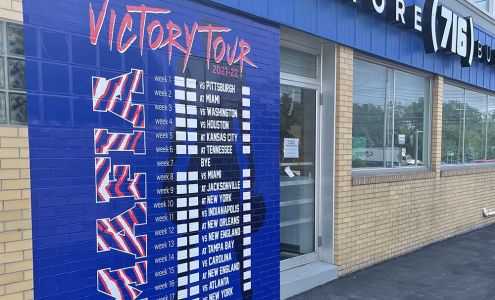 VICTORY TOUR
2021-22
week 1 VS PITTSBURGH
week 2 AT MIAMI
week 3 VS WASHINGTON
week 4 VS HOUSTON
week 5 AT KANSAS CITY
week 6 AT TENNESSEE
week 7 BYE
week 8 VS MIAMI
week 9 AT JACKSONVILLE
week 10 AT NEW YORK
week 11 VS INDIANAPOLIS
week 12 AT NEW ORLEANS
week 13 VS NEW ENGLAND
week 14 AT TAMPA BAY
week 15 VS CAROLINA
week 16 AT NEW ENGLAND
week 17 VS ATLANTA
VS NEW YORK
MAFIA
ORE (716) BU